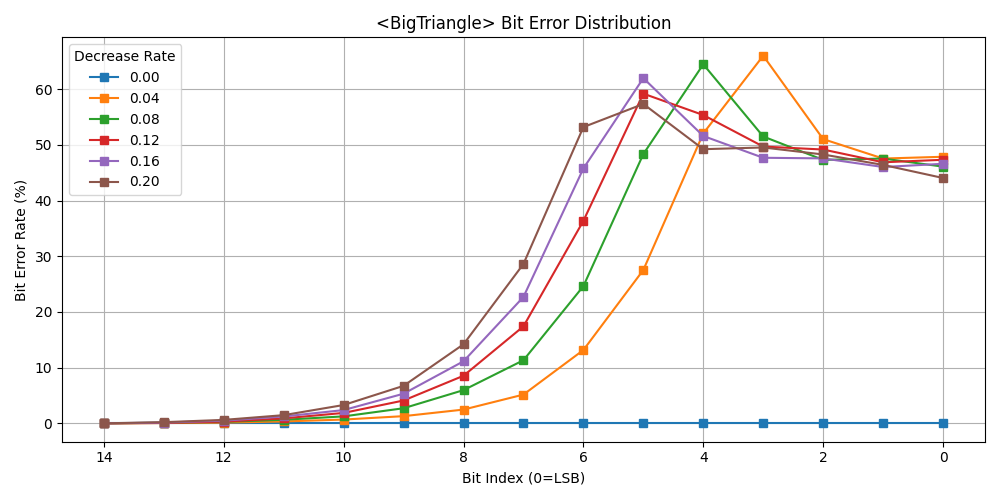 <BigTriangle> Bit Error Distribution
Decrease Rate
0.00
0.04
0.08
0.12
0.16
0.20
Bit Error Rate (%)
60
50
40
30
20
10
0
14 12 10 8 6 4 2 0
Bit Index (0=LSB)